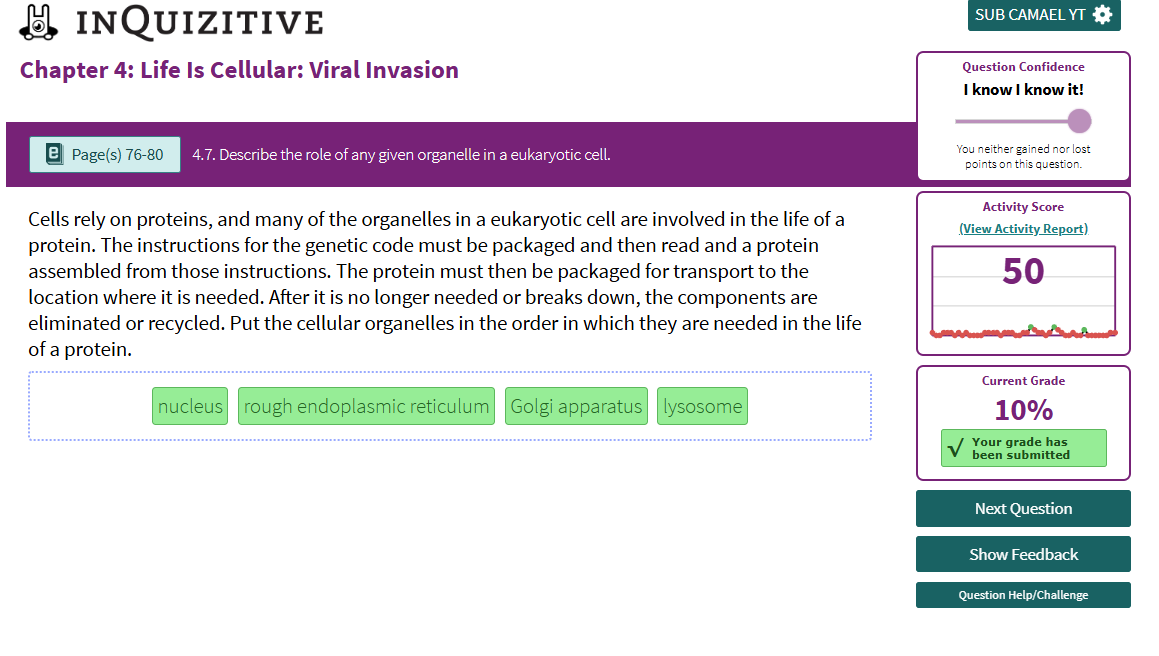 INQUIZITIVE
SUB CAMAEL YT
Chapter 4: Life Is Cellular: Viral Invasion
Question Confidence
I know I know it!
You neither gained nor lost
points on this question.
e Page(s) 76-80
4.7. Describe the role of any given organelle in a eukaryotic cell.
Cells rely on proteins, and many of the organelles in a eukaryotic cell are involved in the life of a
protein. The instructions for the genetic code must be packaged and then read and a protein
assembled from those instructions. The protein must then be packaged for transport to the
location where it is needed. After it is no longer needed or breaks down, the components are
eliminated or recycled. Put the cellular organelles in the order in which they are needed in the life
of a protein.
nucleus rough endoplasmic reticulum Golgi apparatus lysosome
Activity Score
(View Activity Report)
50
Current Grade
10%
√ Your grade has
been submitted
Next Question
Show Feedback
Question Help/Challenge